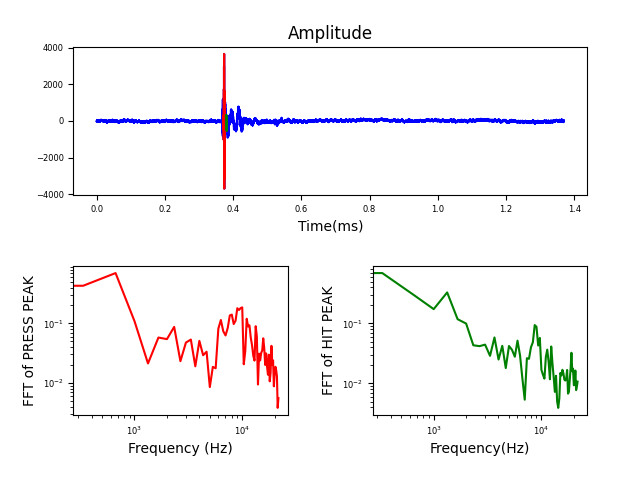 Amplitude
4000
2000
0
−2000
−4000
0.0 0.2 0.4 0.6 0.8 1.0 1.2 1.4
Time(ms)
FFT of PRESS PEAK
10⁻¹
10⁻²
10³ 10⁴
Frequency (Hz)
FFT of HIT PEAK
10⁻¹
10⁻²
10³ 10⁴
Frequency(Hz)